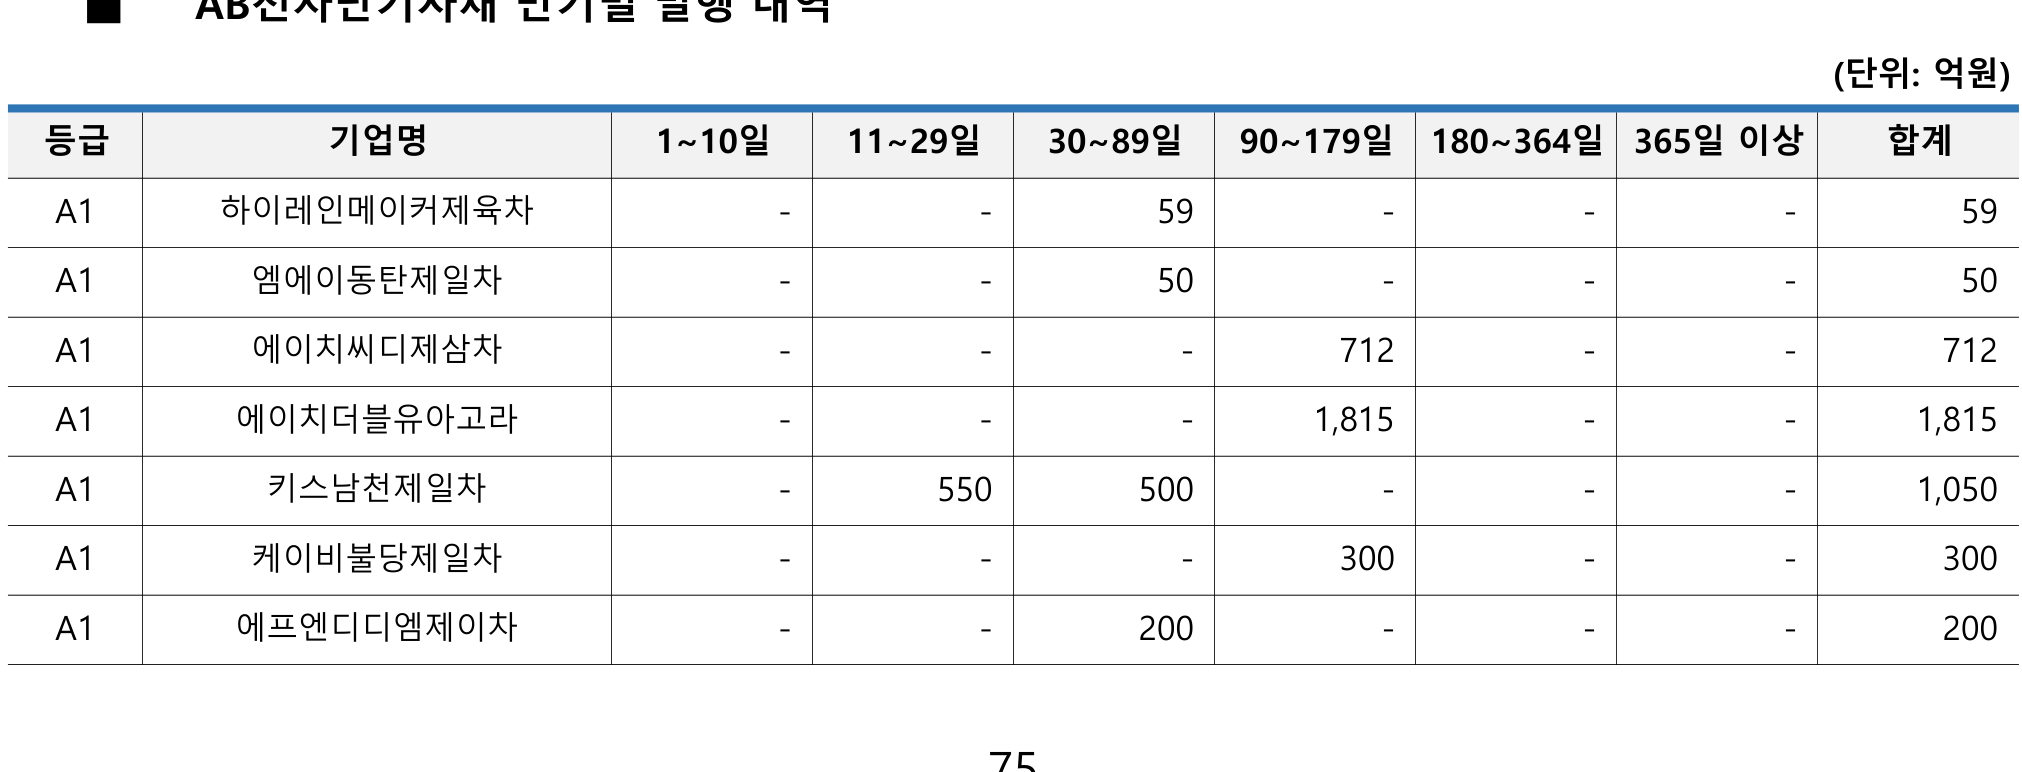 ■ AB전자단기사채 만기별 발행 내역
(단위: 억원)
등급 기업명 1~10일 11~29일 30~89일 90~179일 180~364일 365일 이상 합계
A1 하이레인메이커제육차 - - 59 - - - 59
A1 엠에이동탄제일차 - - 50 - - - 50
A1 에이치씨디제삼차 - - - 712 - - 712
A1 에이치더블유아고라 - - - 1,815 - - 1,815
A1 키스남천제일차 - 550 500 - - - 1,050
A1 케이비불당제일차 - - - 300 - - 300
A1 에프엔디디엠제이차 - - 200 - - - 200
75